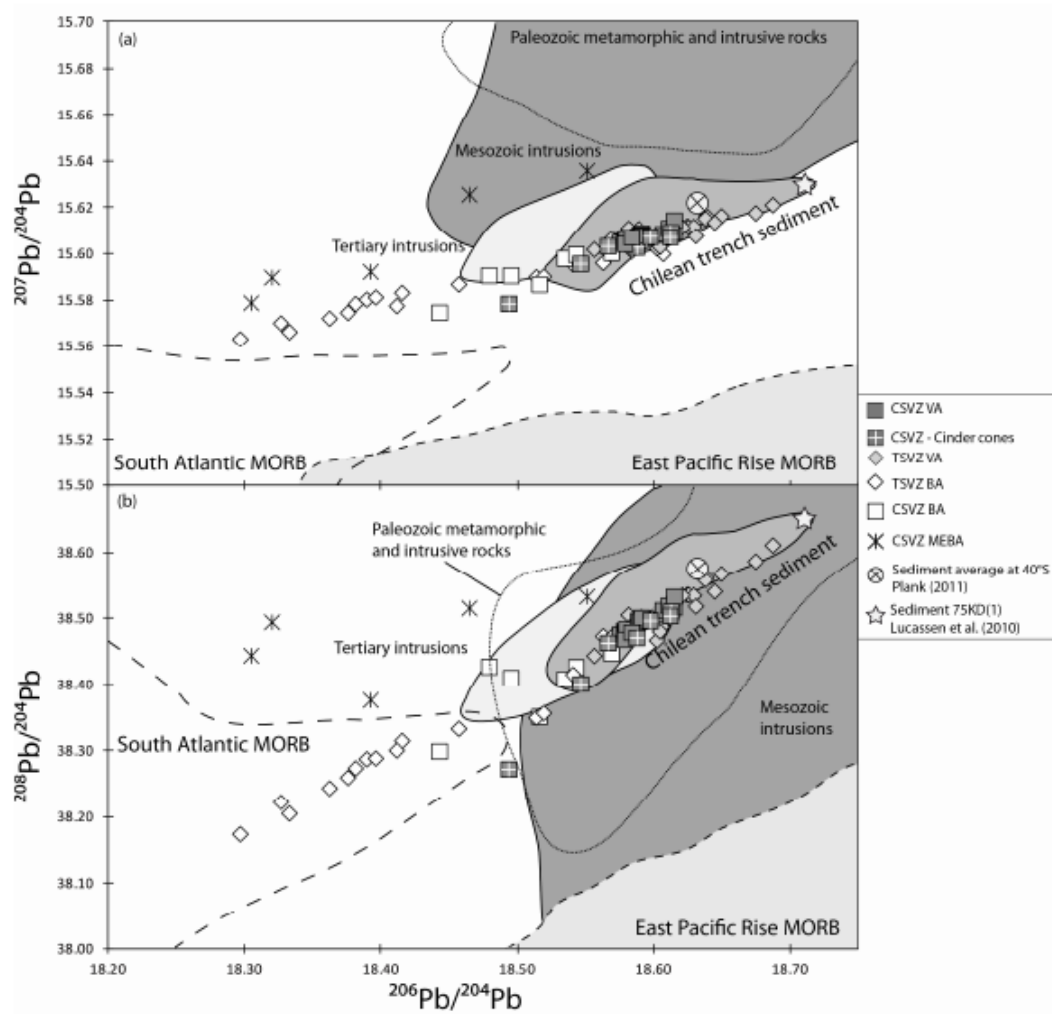 (a)
Paleozoic metamorphic and intrusive rocks
Mesozoic intrusions
Tertiary intrusions
Chilean trench sediment
South Atlantic MORB
East Pacific Rise MORB
15.70
15.68
15.66
15.64
15.62
15.60
15.58
15.56
15.54
15.52
15.50
²⁰⁷Pb/²⁰⁴Pb
CSVZ VA
CSVZ - Cinder cones
TSVZ VA
TSVZ BA
CSVZ BA
CSVZ MEBA
Sediment average at 40°S
Plank (2011)
Sediment 75KD(1)
Lucassen et al. (2010)
(b)
Paleozoic metamorphic
and intrusive rocks
Tertiary intrusions
Chilean trench sediment
South Atlantic MORB
Mesozoic
intrusions
East Pacific Rise MORB
38.60
38.50
38.40
38.30
38.20
38.10
38.00
²⁰⁸Pb/²⁰⁴Pb
18.20
18.30
18.40
18.50
18.60
18.70
²⁰⁶Pb/²⁰⁴Pb